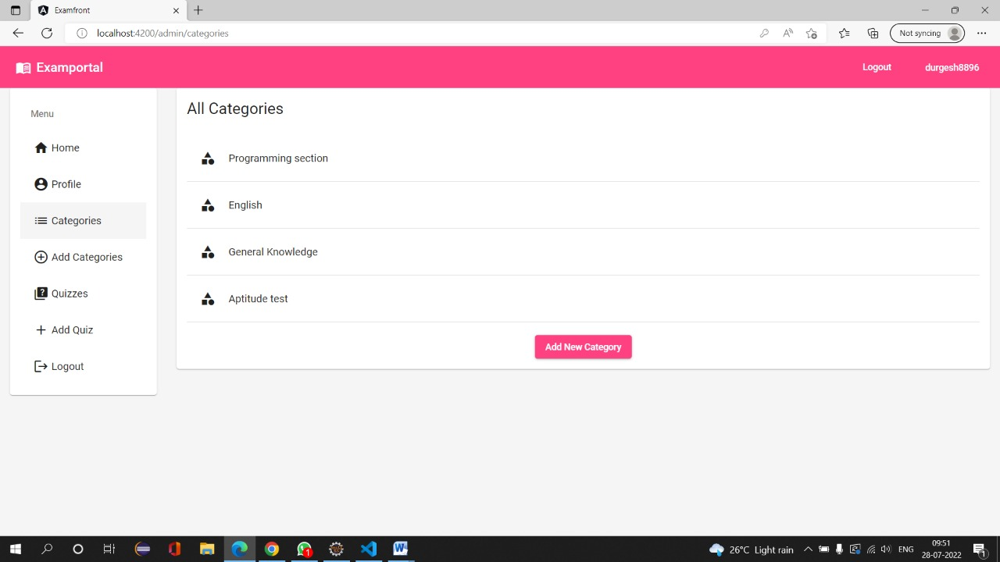 Examfront
localhost:4200/admin/categories
Not syncing
Examportal
Logout
durgesh8896
Menu
Home
Profile
Categories
Add Categories
Quizzes
Add Quiz
Logout
All Categories
Programming section
English
General Knowledge
Aptitude test
Add New Category
1
26°C Light rain
ENG
09:51
28-07-2022
1